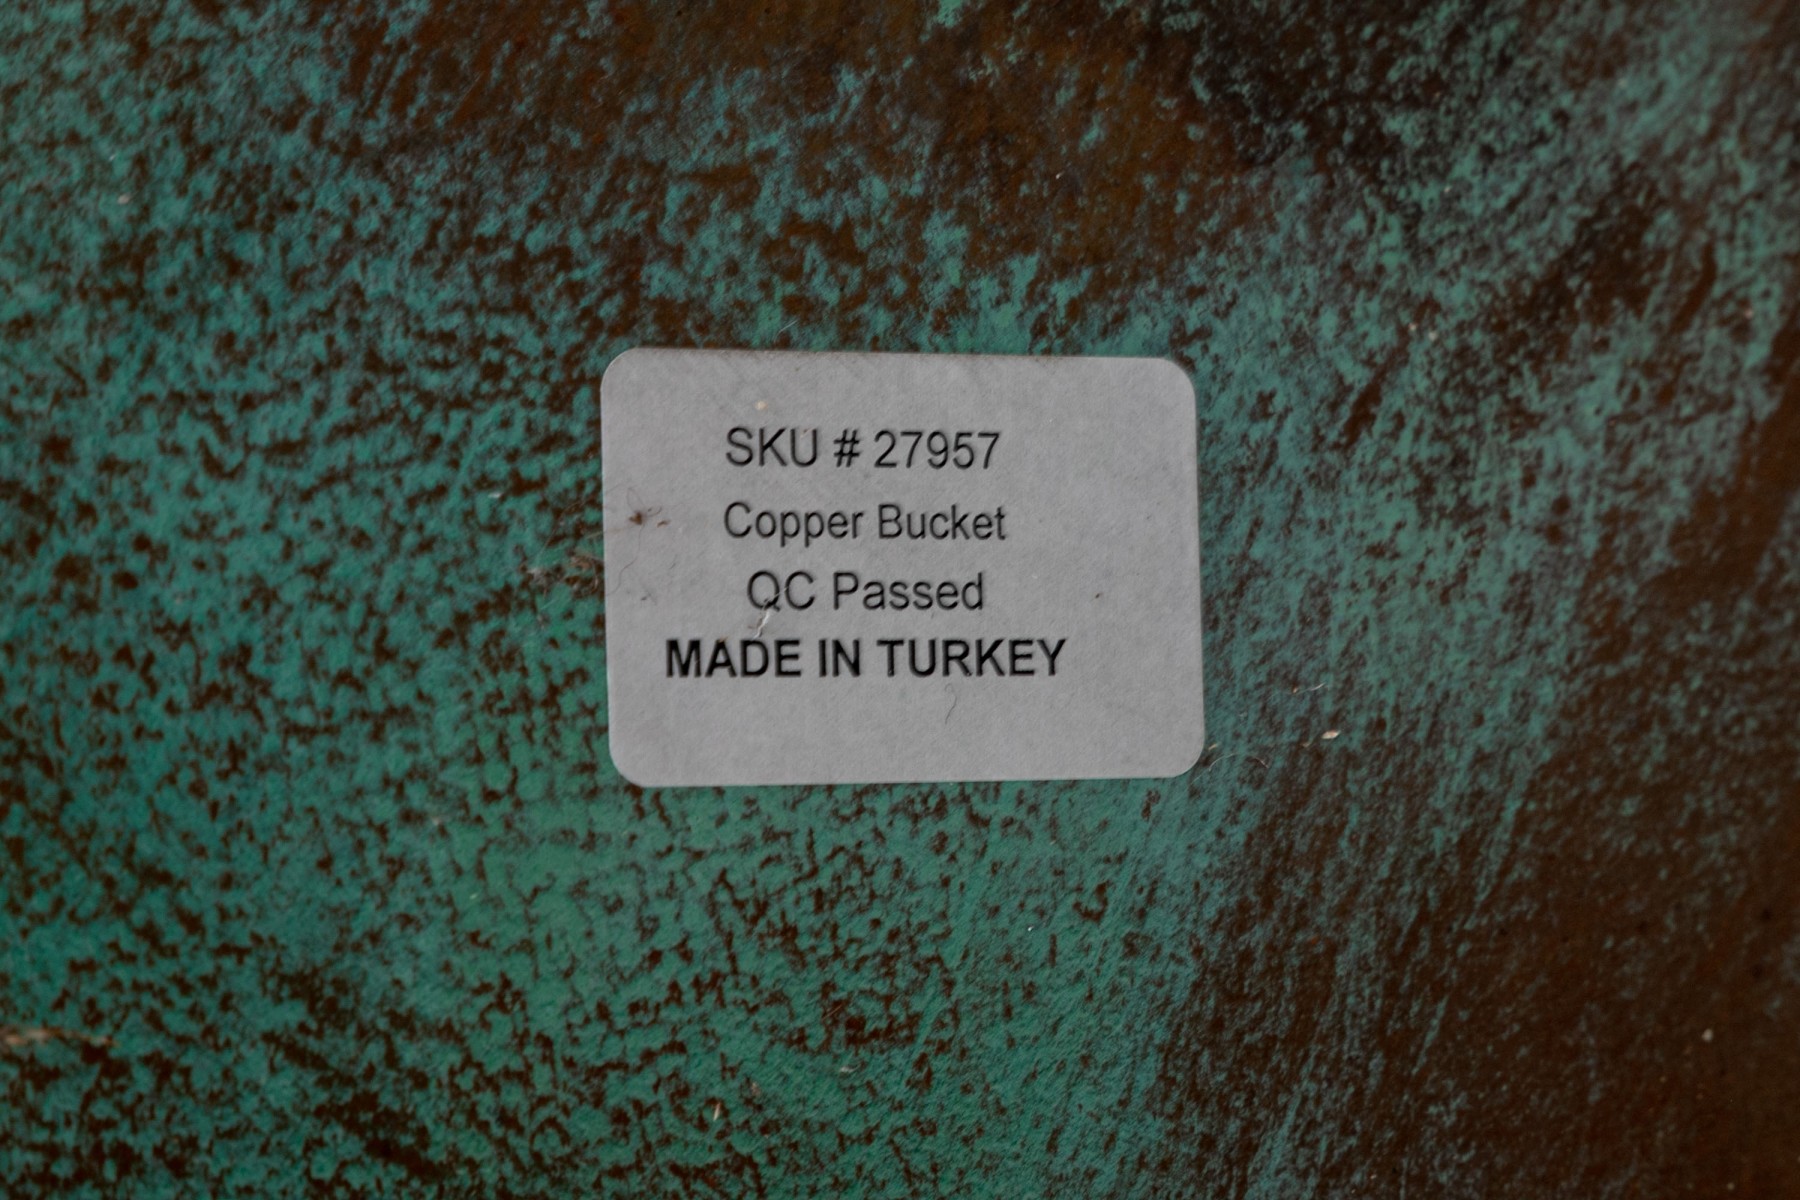 SKU # 27957
Copper Bucket
QC Passed
MADE IN TURKEY